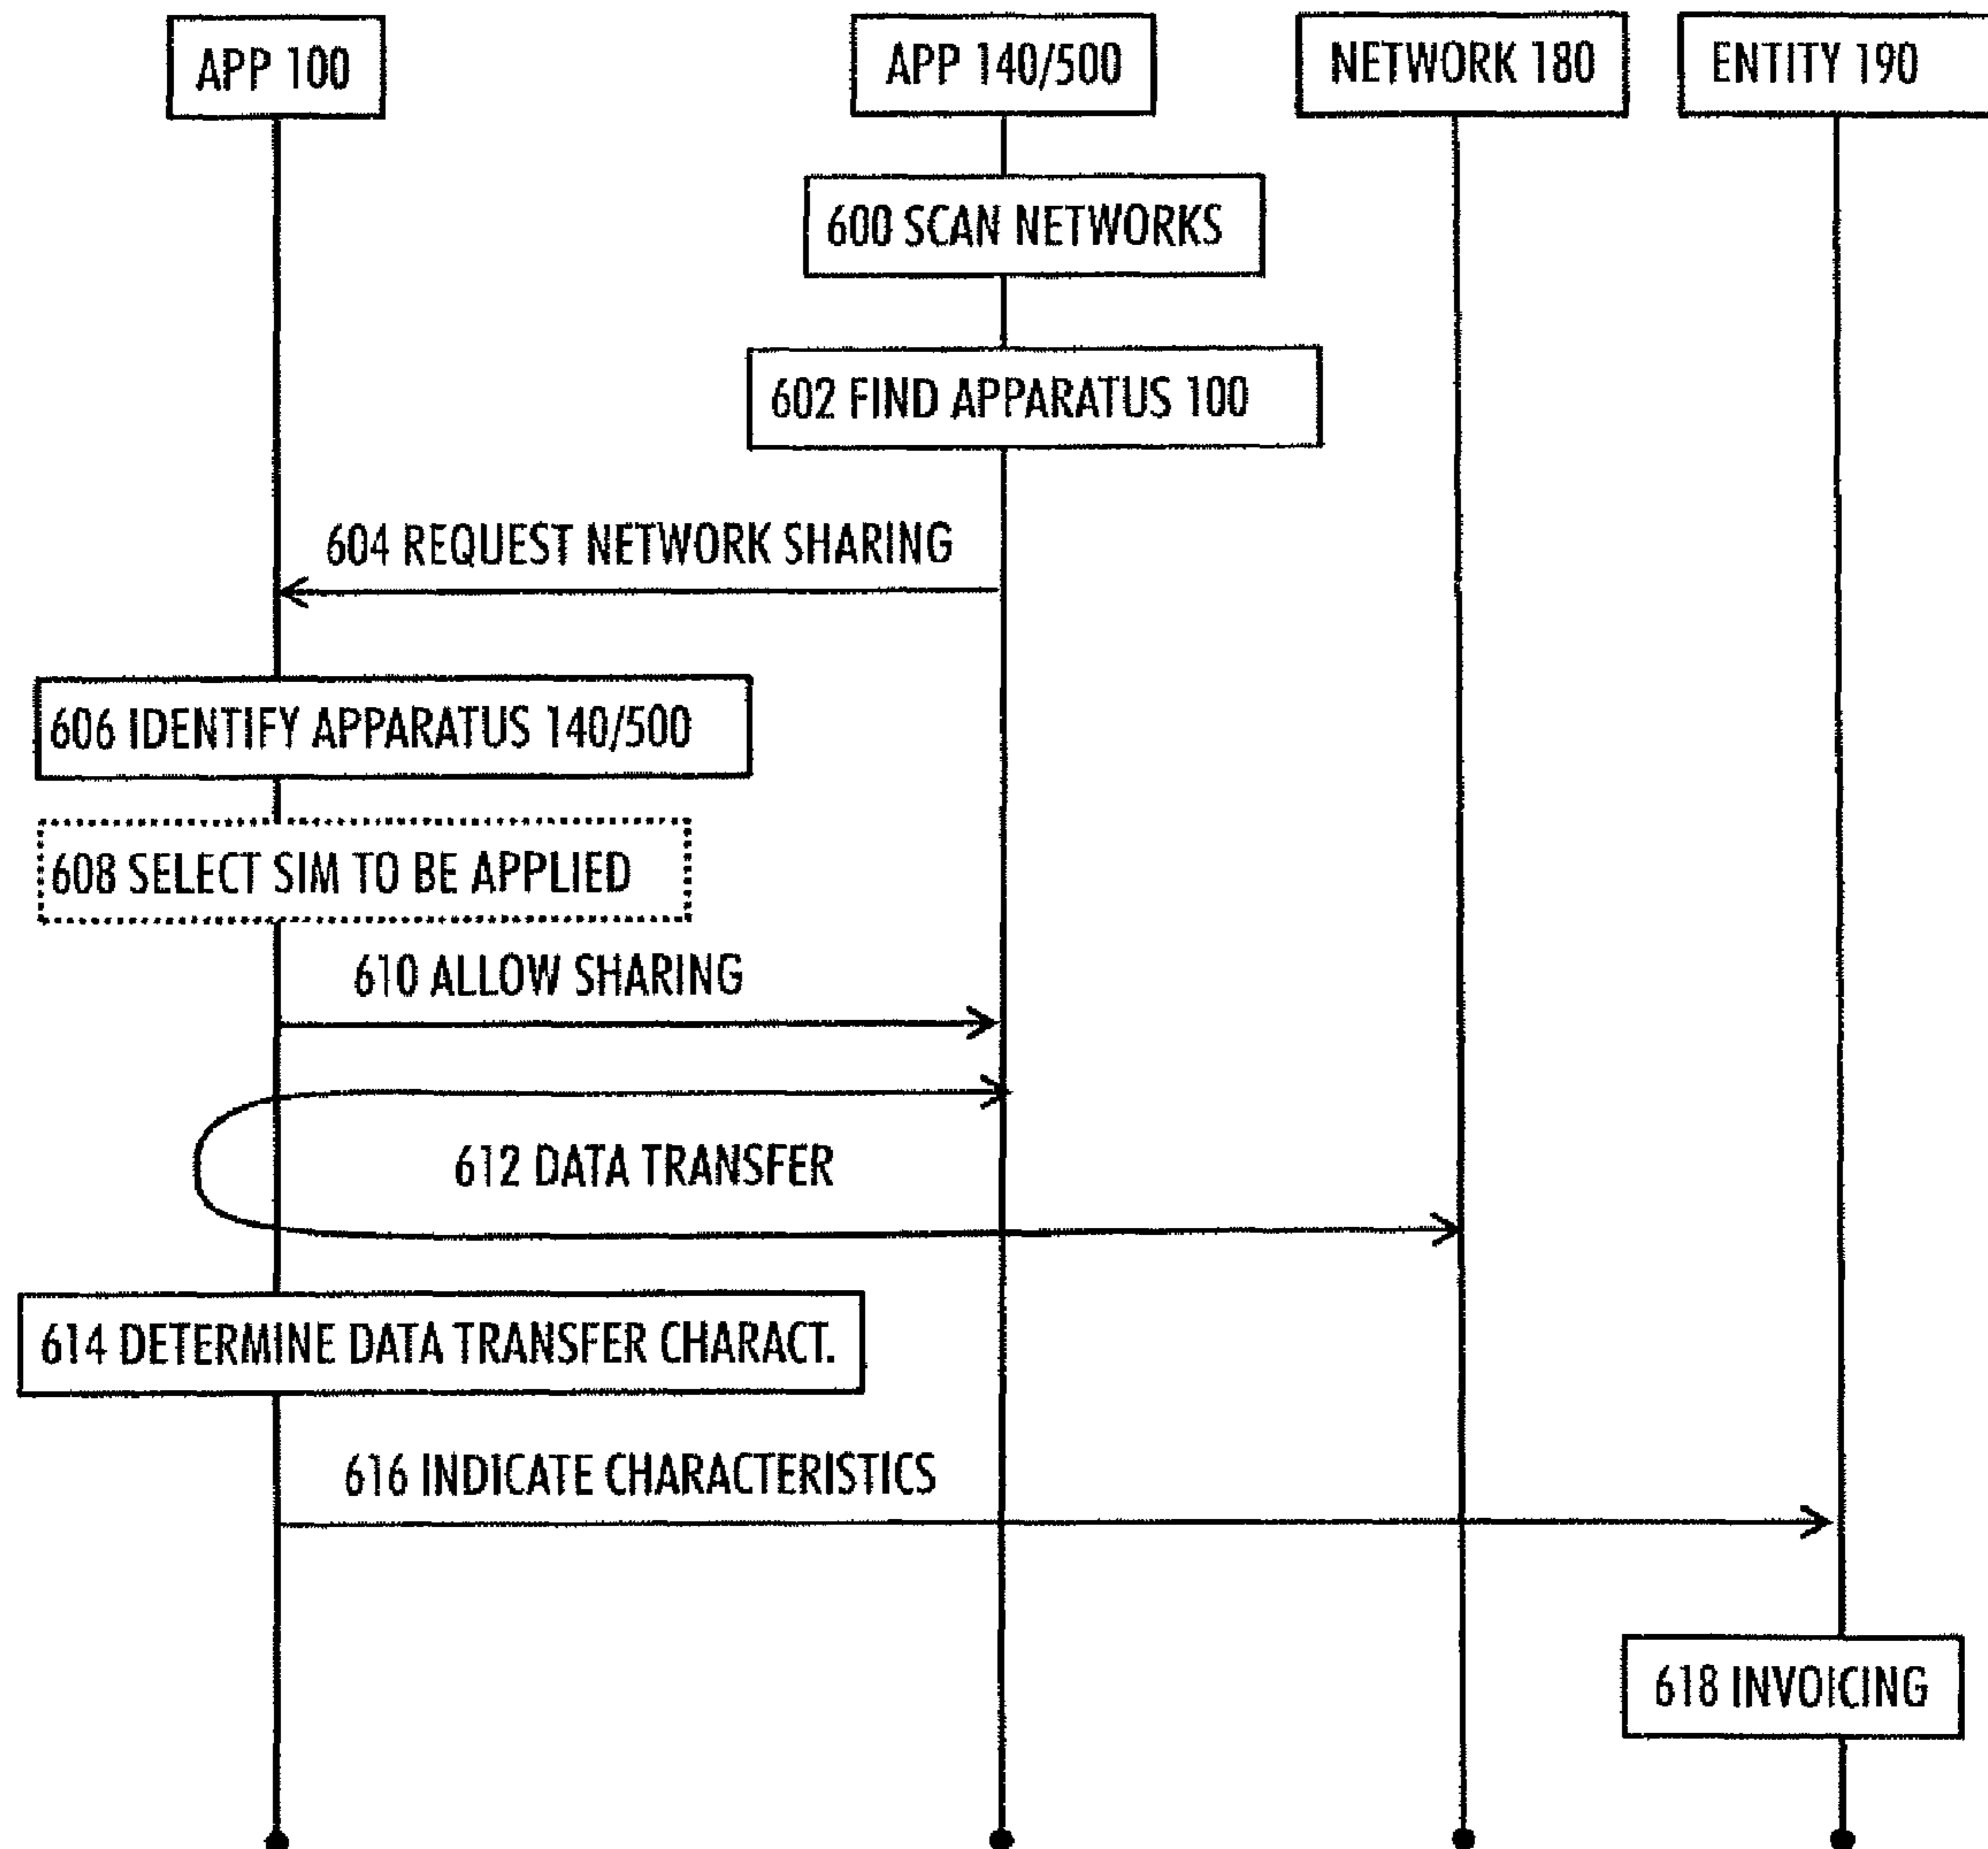 APP 100
APP 140/500
NETWORK 180
ENTITY 190
600 SCAN NETWORKS
602 FIND APPARATUS 100
604 REQUEST NETWORK SHARING
606 IDENTIFY APPARATUS 140/500
608 SELECT SIM TO BE APPLIED
610 ALLOW SHARING
612 DATA TRANSFER
614 DETERMINE DATA TRANSFER CHARACT.
616 INDICATE CHARACTERISTICS
618 INVOICING